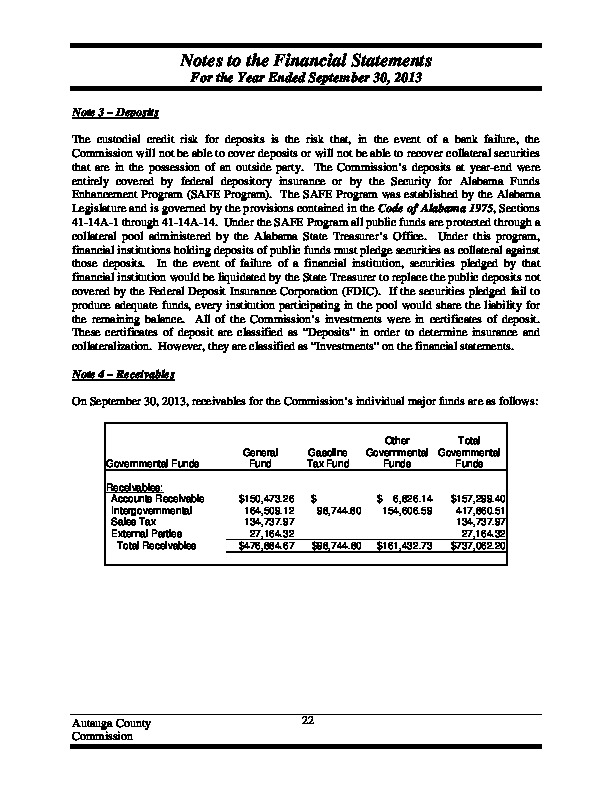 Notes to the Financial Statements
For the Year Ended September 30, 2013
Note 3 – Deposits
The custodial credit risk for deposits is the risk that, in the event of a bank failure, the
Commission will not be able to cover deposits or will not be able to recover collateral securities
that are in the possession of an outside party. The Commission's deposits at year-end were
entirely covered by federal depository insurance or by the Security for Alabama Funds
Enhancement Program (SAFE Program). The SAFE Program was established by the Alabama
Legislature and is governed by the provisions contained in the Code of Alabama 1975, Sections
41-14A-1 through 41-14A-14. Under the SAFE Program all public funds are protected through a
collateral pool administered by the Alabama State Treasurer's Office. Under this program,
financial institutions holding deposits of public funds must pledge securities as collateral against
those deposits. In the event of failure of a financial institution, securities pledged by that
financial institution would be liquidated by the State Treasurer to replace the public deposits not
covered by the Federal Deposit Insurance Corporation (FDIC). If the securities pledged fail to
produce adequate funds, every institution participating in the pool would share the liability for
the remaining balance. All of the Commission's investments were in certificates of deposit.
These certificates of deposit are classified as "Deposits" in order to determine insurance and
collateralization. However, they are classified as "Investments" on the financial statements.
Note 4 – Receivables
On September 30, 2013, receivables for the Commission's individual major funds are as follows:
Other Total
General Gasoline Governmental Governmental
Governmental Funds Fund Tax Fund Funds Funds
Receivables:
Accounts Receivable $150,473.26 $ $ 6,826.14 $157,299.40
Intergovernmental 164,509.12 98,744.80 154,606.59 417,860.51
Sales Tax 134,737.97 134,737.97
External Parties 27,164.32 27,164.32
Total Receivables $476,884.67 $98,744.80 $161,432.73 $737,062.20
Autauga County 22
Commission